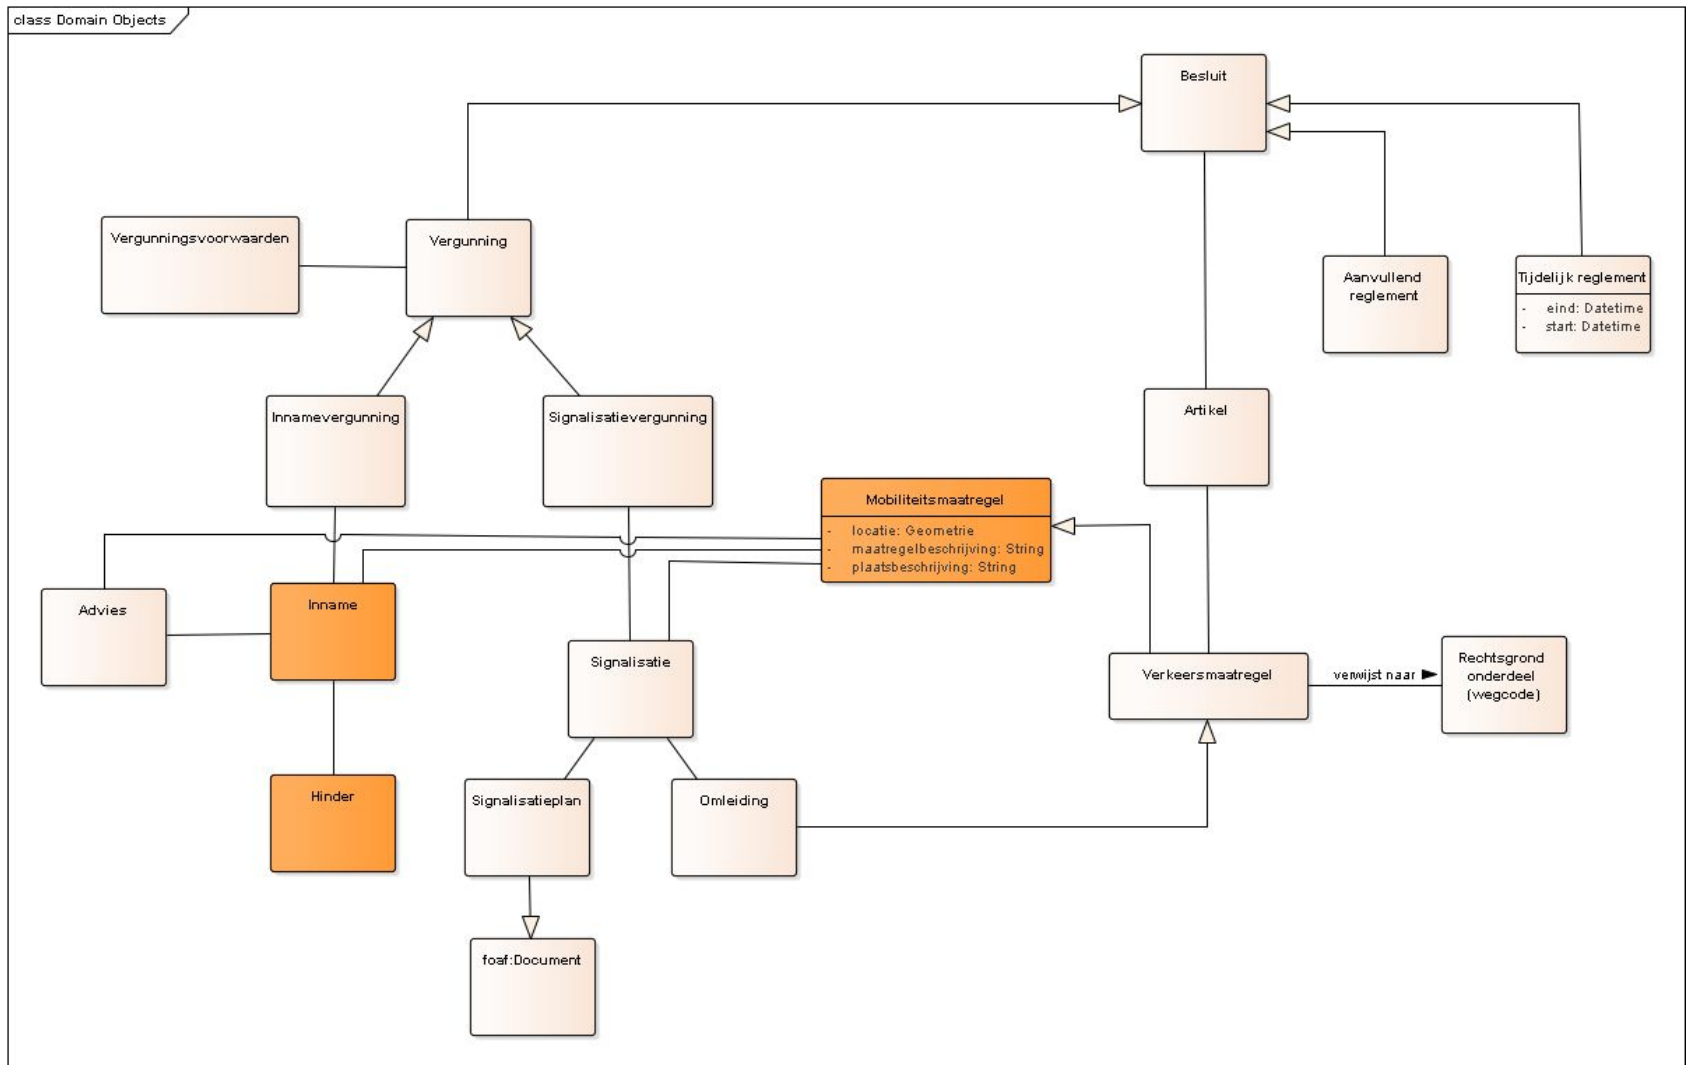 class Domain Objects
Besluit
Vergunningsvoorwaarden
Vergunning
Aanvullend
reglement
Tijdelijk reglement
- eind: Datetime
- start: Datetime
Innamevergunning
Signalisatievergunning
Artikel
Mobiliteitsmaatregel
- locatie: Geometrie
- maatregelbeschrijving: String
- plaatsbeschrijving: String
Advies
Inname
Signalisatie
Verkeersmaatregel
verwijst naar
Rechtsgrond
onderdeel
(wegcode)
Hinder
Signalisatieplan
Omleiding
foaf:Document